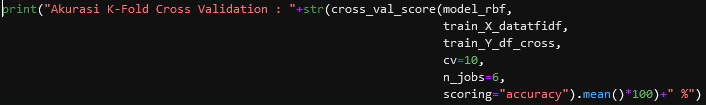 print("Akurasi K-Fold Cross Validation : "+str(cross_val_score(model_rbf,
train_X_datatfidf,
train_Y_df_cross,
cv=10,
n_jobs=6,
scoring="accuracy").mean()*100)+" %")